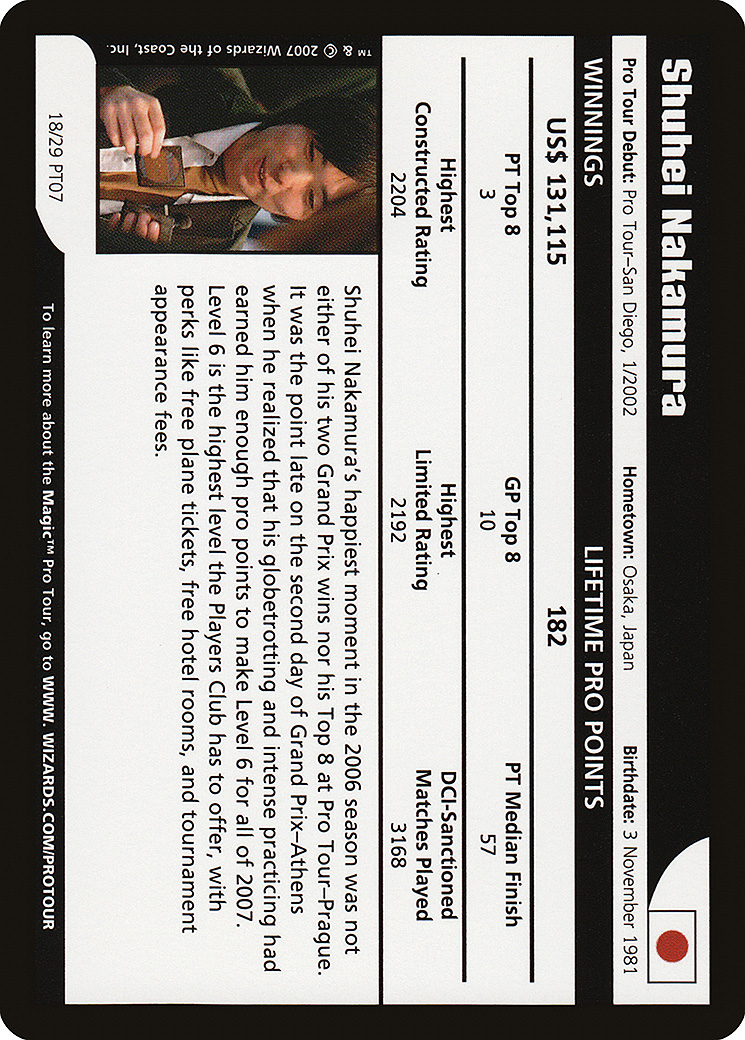 Shuhei Nakamura
Pro Tour Debut: Pro Tour–San Diego, 1/2002 Hometown: Osaka, Japan Birthdate: 3 November 1981
WINNINGS LIFETIME PRO POINTS
US$ 131,115 182
PT Top 8 GP Top 8 PT Median Finish
3 10 57
Highest Highest DCI-Sanctioned
Constructed Rating Limited Rating Matches Played
2204 2192 3168
Shuhei Nakamura’s happiest moment in the 2006 season was not
either of his two Grand Prix wins nor his Top 8 at Pro Tour–Prague.
It was the point late on the second day of Grand Prix–Athens
when he realized that his globetrotting and intense practicing had
earned him enough pro points to make Level 6 for all of 2007.
Level 6 is the highest level the Players Club has to offer, with
perks like free plane tickets, free hotel rooms, and tournament
appearance fees.
™ & © 2007 Wizards of the Coast, Inc.
18/29 PT07
To learn more about the Magic™ Pro Tour, go to WWW. WIZARDS.COM/PROTOUR